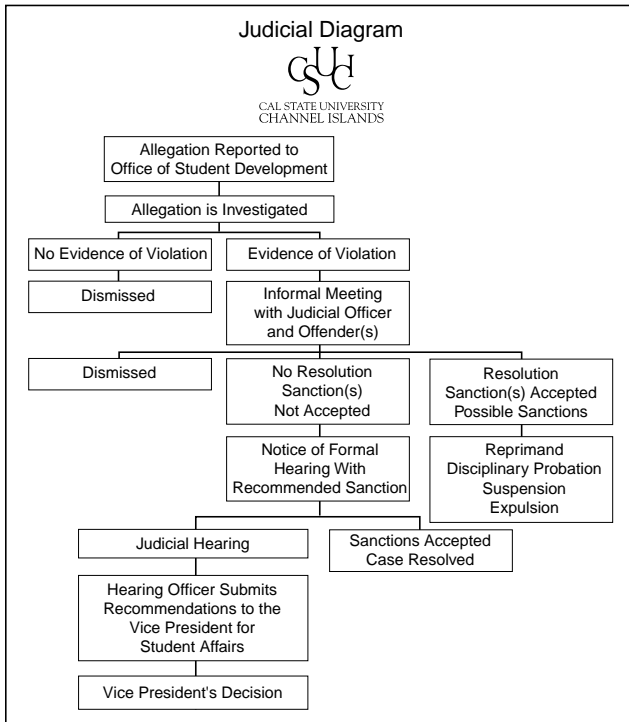 Judicial Diagram
CSUCI
CAL STATE UNIVERSITY
CHANNEL ISLANDS
Allegation Reported to
Office of Student Development
Allegation is Investigated
No Evidence of Violation
Evidence of Violation
Dismissed
Informal Meeting
with Judicial Officer
and Offender(s)
Dismissed
No Resolution
Sanction(s)
Not Accepted
Resolution
Sanction(s) Accepted
Possible Sanctions
Notice of Formal
Hearing With
Recommended Sanction
Reprimand
Disciplinary Probation
Suspension
Expulsion
Judicial Hearing
Sanctions Accepted
Case Resolved
Hearing Officer Submits
Recommendations to the
Vice President for
Student Affairs
Vice President's Decision